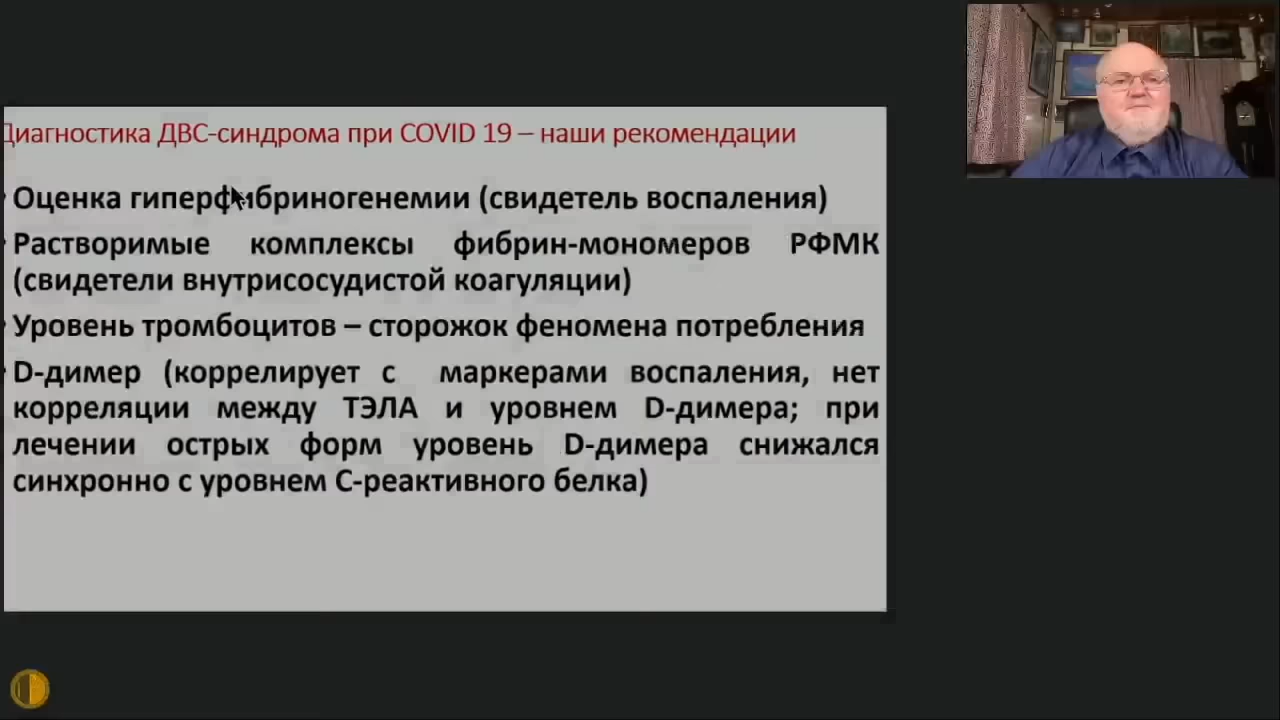 Диагностика ДВС-синдрома при COVID 19 – наши рекомендации
Оценка гиперфибриногенемии (свидетель воспаления)
Растворимые комплексы фибрин-мономеров РФМК
(свидетели внутрисосудистой коагуляции)
Уровень тромбоцитов – сторожок феномена потребления
D-димер (коррелирует с маркерами воспаления, нет
корреляции между ТЭЛА и уровнем D-димера; при
лечении острых форм уровень D-димера снижался
синхронно с уровнем С-реактивного белка)